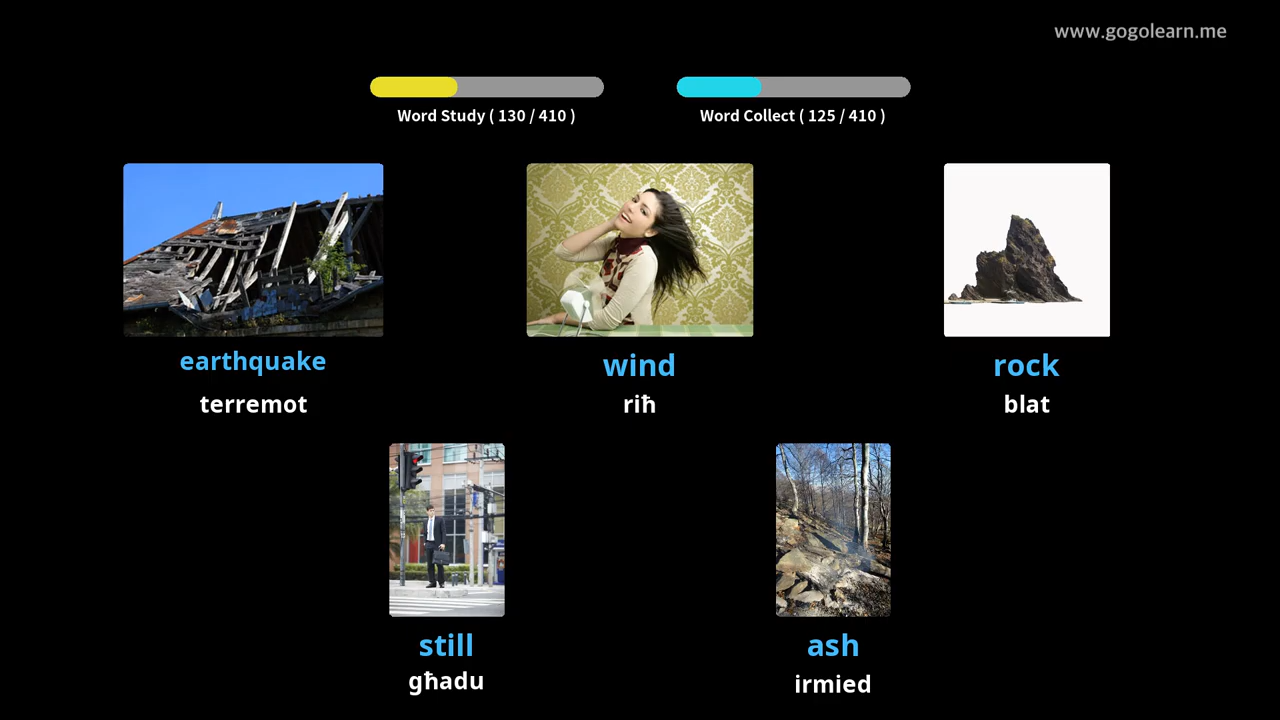 www.gogolearn.me
Word Study ( 130 / 410 )
Word Collect ( 125 / 410 )
earthquake
terremot
wind
riħ
rock
blat
still
għadu
ash
irmied